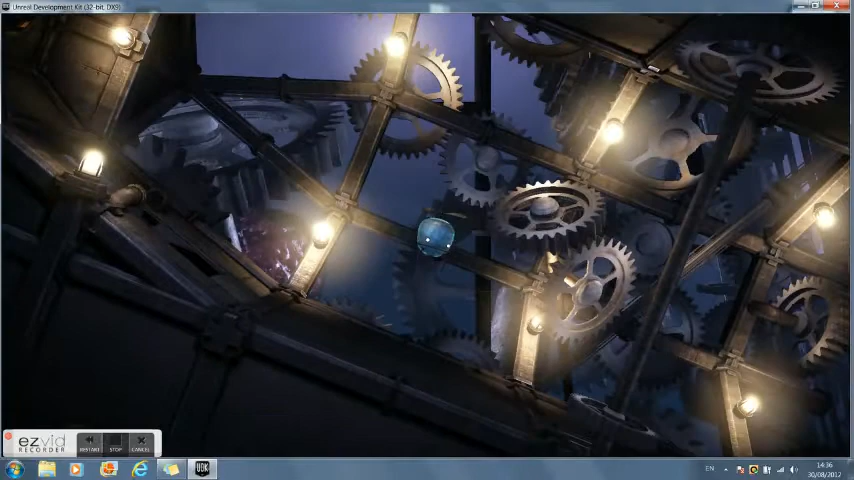 Unreal Development Kit (32-bit, DX9)
ezvid
RECORDER
RESTART
STOP
CANCEL
UDK
EN
14:36
30/08/2012